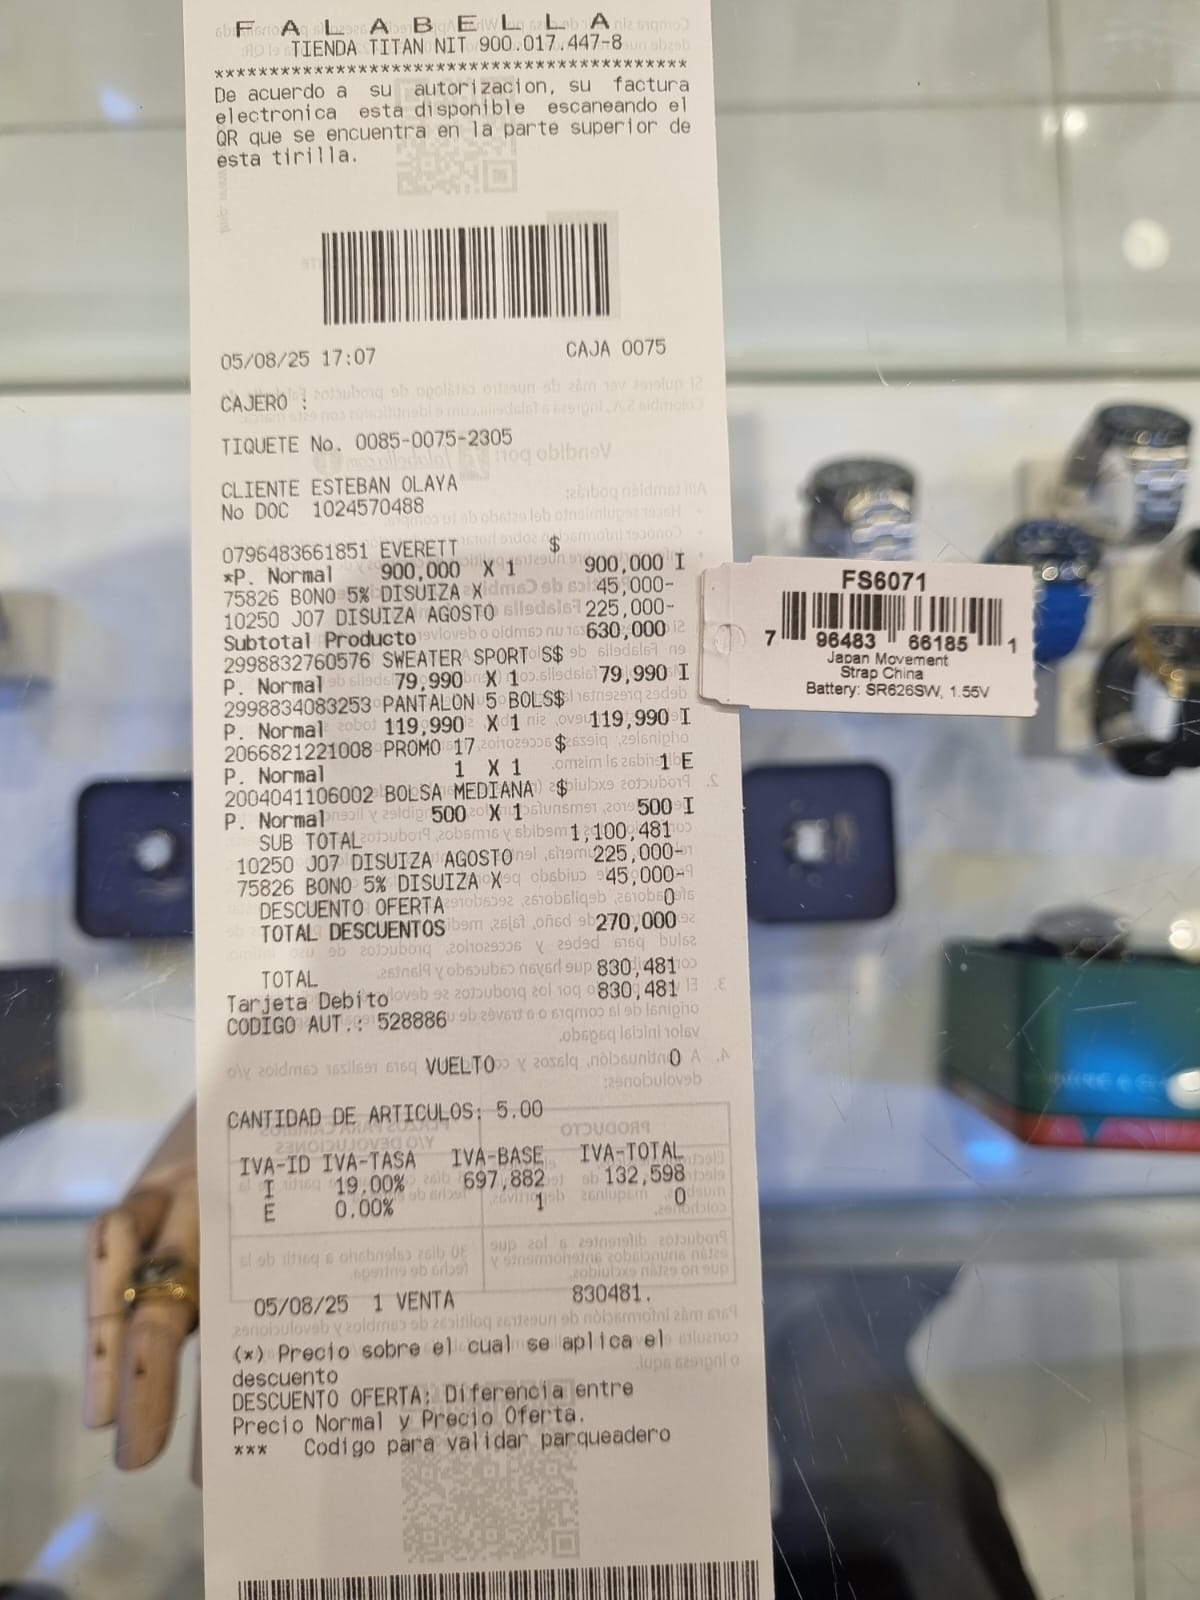 F A L A B E L L A
TIENDA TITAN NIT 900.017.447-8
*******************************************
De acuerdo a su autorizacion, su factura
electronica esta disponible escaneando el
QR que se encuentra en la parte superior de
esta tirilla.
05/08/25 17:07 CAJA 0075
CAJERO :
TIQUETE No. 0085-0075-2305
CLIENTE ESTEBAN OLAYA
No DOC 1024570488
0796483661851 EVERETT $
*P. Normal 900,000 X 1 900,000 I
75826 BONO 5% DISUIZA X 45,000-
10250 JO7 DISUIZA AGOSTO 225,000-
Subtotal Producto 630,000
2998832760576 SWEATER SPORT S$
P. Normal 79,990 X 1 79,990 I
2998834083253 PANTALON 5 BOLS$
P. Normal 119,990 X 1 119,990 I
2066821221008 PROMO 17 $
P. Normal 1 X 1 1 E
2004041106002 BOLSA MEDIANA $
P. Normal 500 X 1 500 I
SUB TOTAL 1,100,481
10250 JO7 DISUIZA AGOSTO 225,000-
75826 BONO 5% DISUIZA X 45,000-
DESCUENTO OFERTA 0
TOTAL DESCUENTOS 270,000
TOTAL 830,481
Tarjeta Debito 830,481
CODIGO AUT.: 528886
VUELTO 0
CANTIDAD DE ARTICULOS: 5.00
IVA-ID IVA-TASA IVA-BASE IVA-TOTAL
I 19.00% 697,882 132,598
E 0.00% 1 0
05/08/25 1 VENTA 830481.
(*) Precio sobre el cual se aplica el
descuento
DESCUENTO OFERTA: Diferencia entre
Precio Normal y Precio Oferta.
*** Codigo para validar parqueadero
FS6071
7 96483 66185 1
Japan Movement
Strap China
Battery: SR626SW, 1.55V